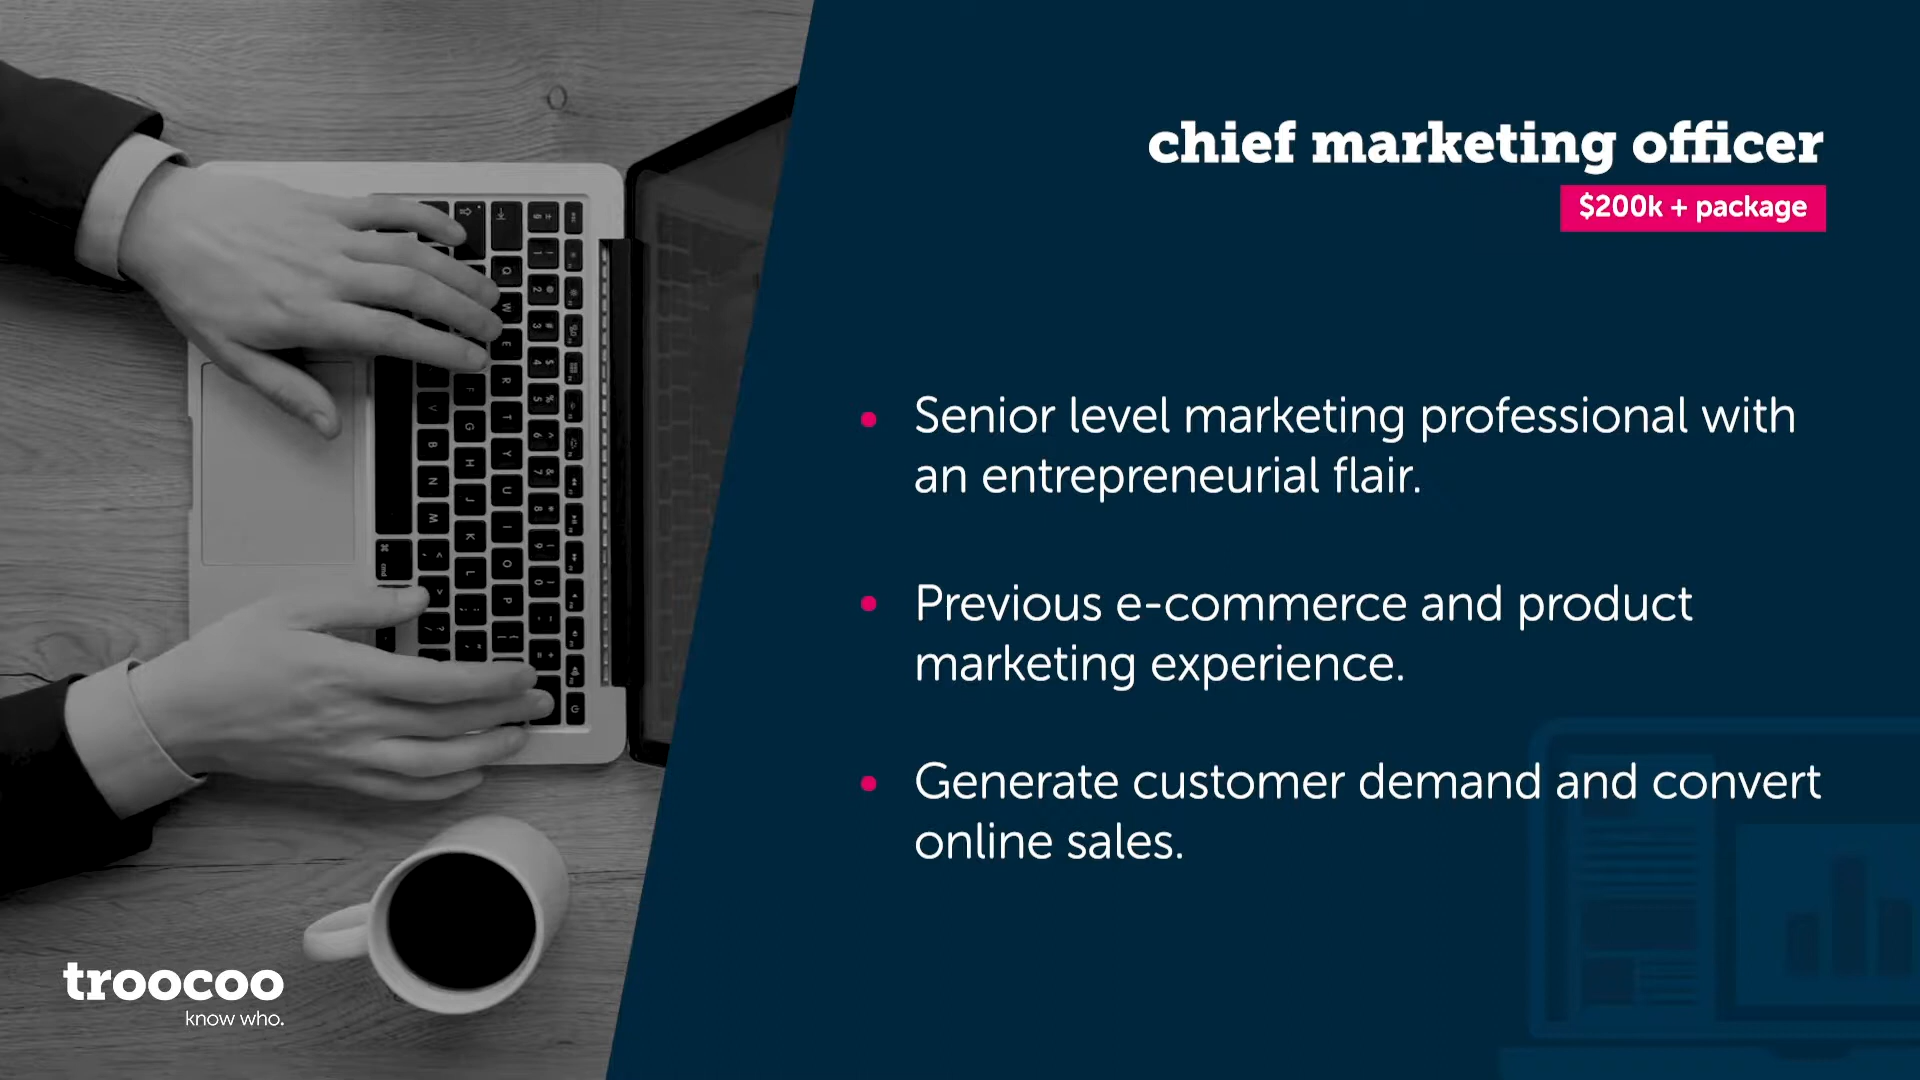 chief marketing officer
$200k + package
• Senior level marketing professional with
an entrepreneurial flair.
• Previous e-commerce and product
marketing experience.
• Generate customer demand and convert
online sales.
troocoo
know who.